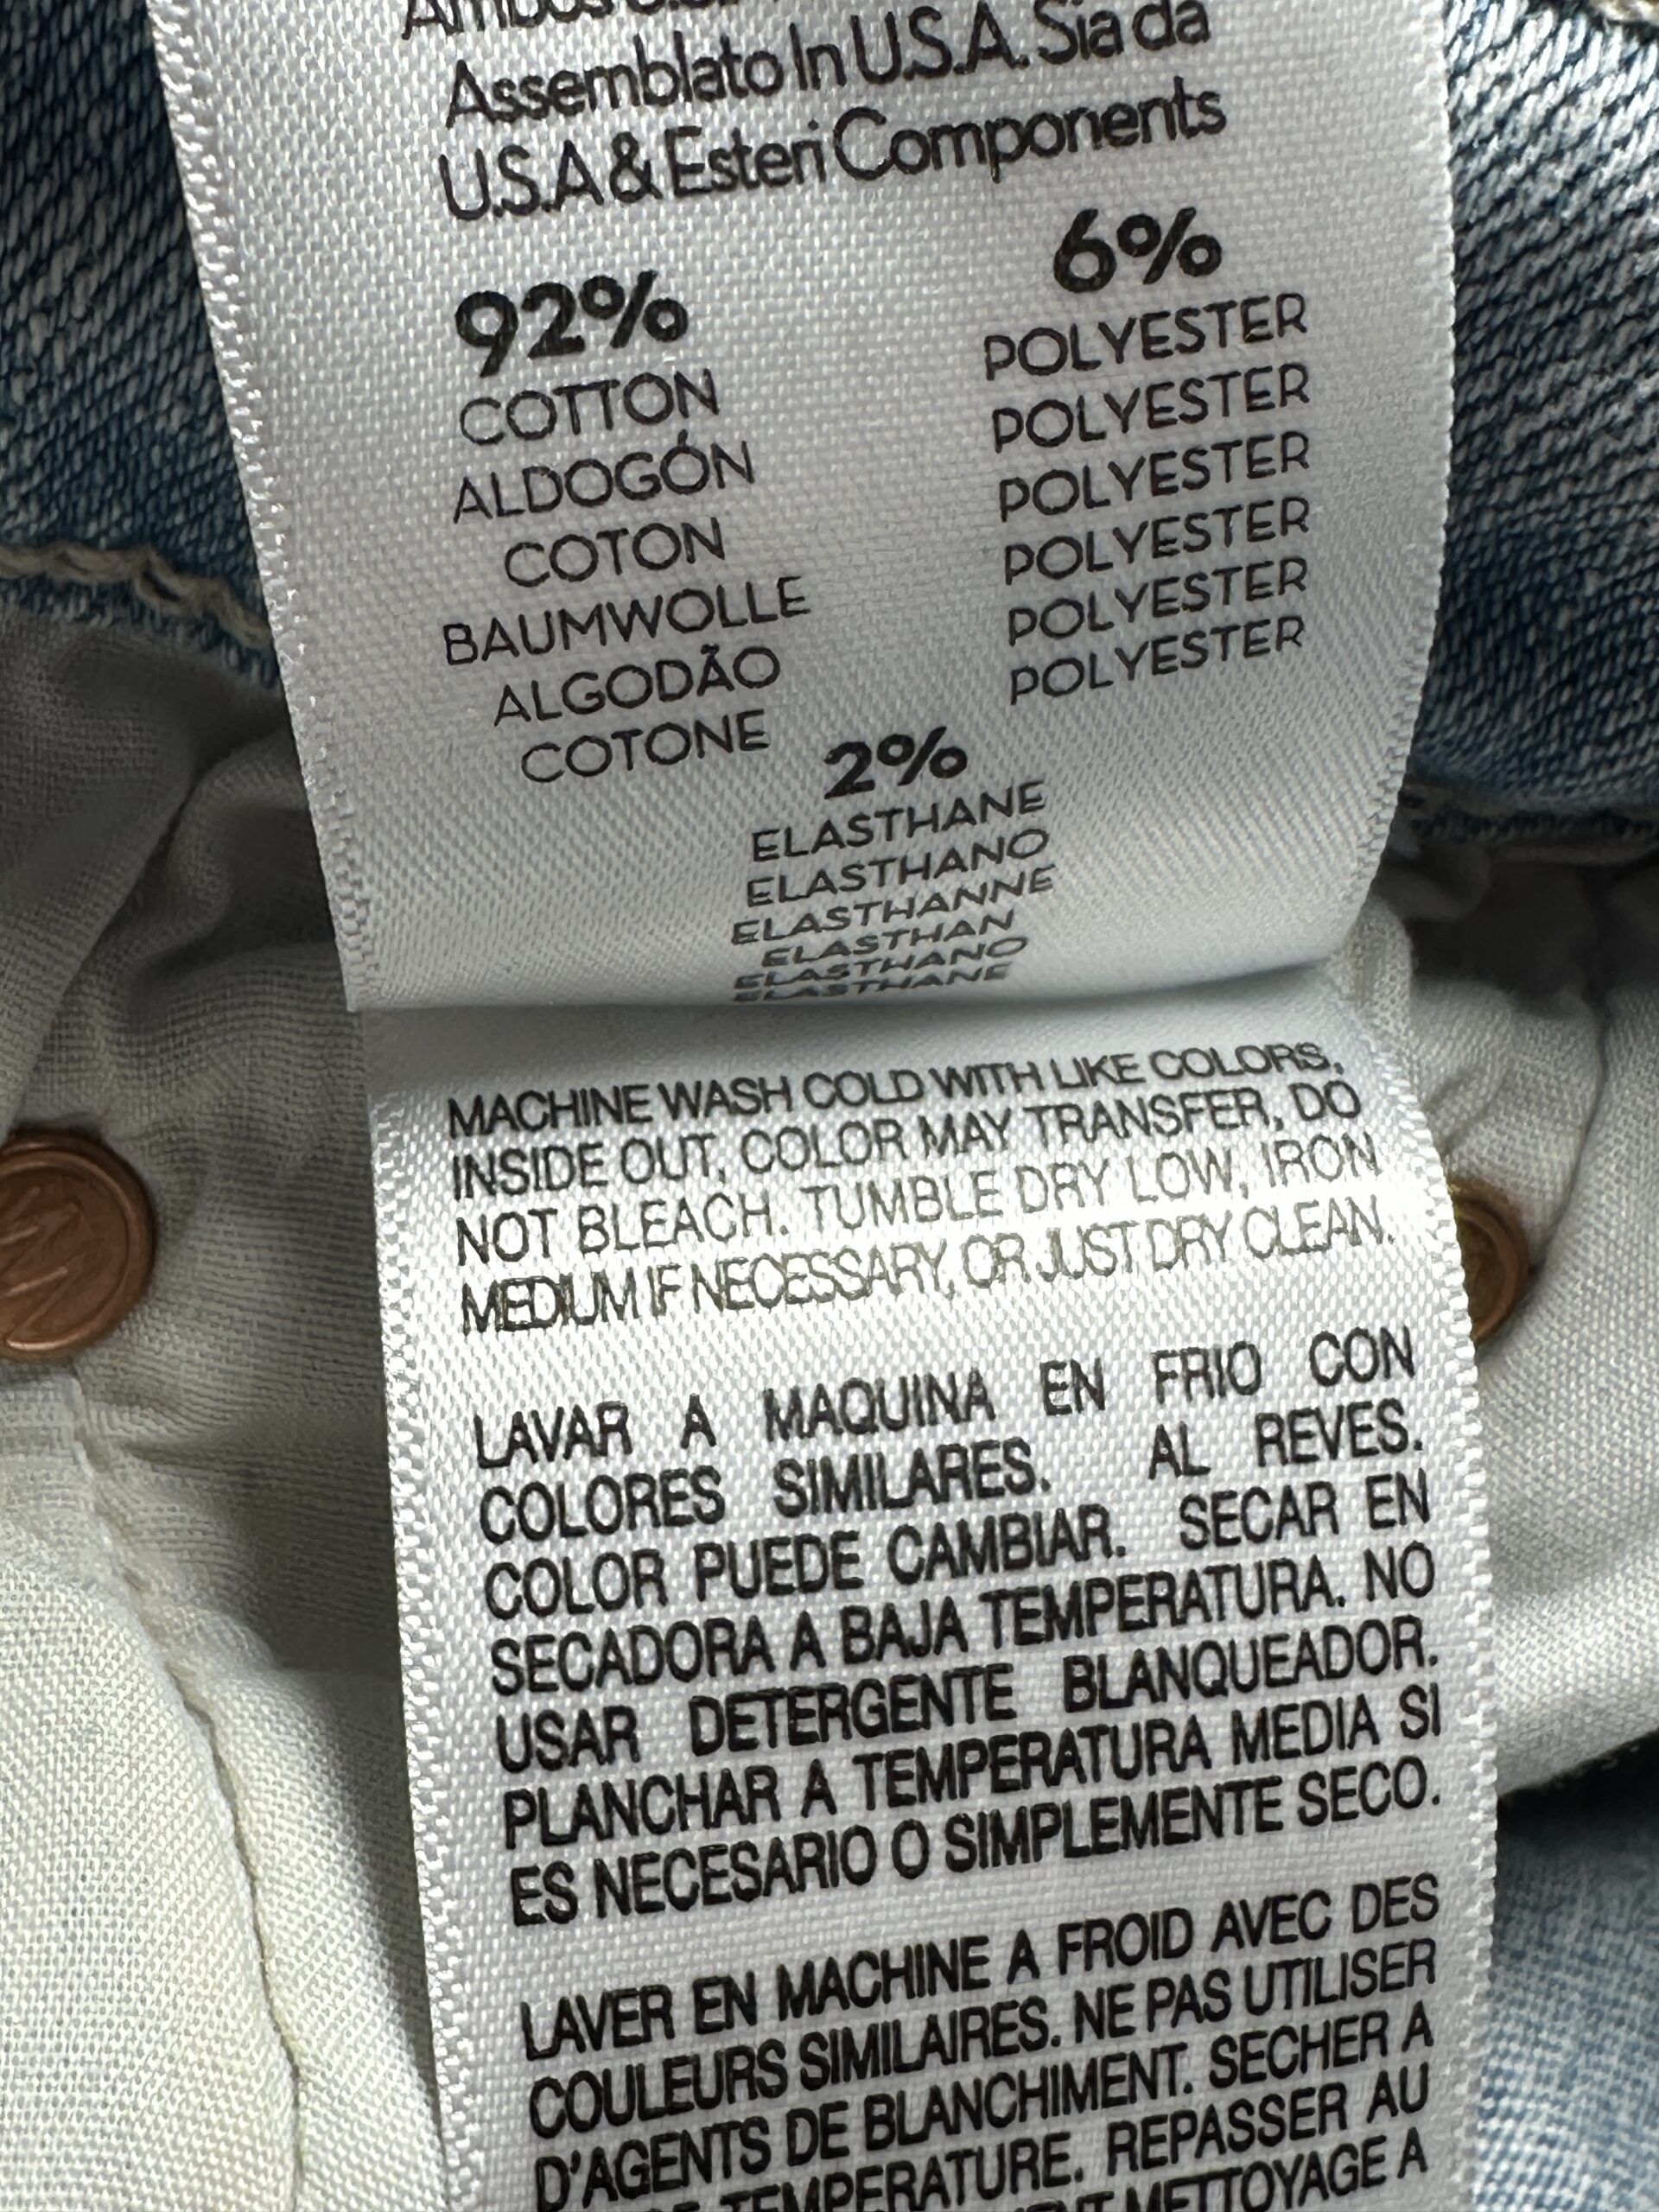 Assemblato In U.S.A. Sia da
U.S.A & Esteri Components
92%
COTTON
ALDOGÓN
COTON
BAUMWOLLE
ALGODÃO
COTONE
6%
POLYESTER
POLYESTER
POLYESTER
POLYESTER
POLYESTER
POLYESTER
2%
ELASTHANE
ELASTHANO
ELASTHANNE
ELASTHAN
ELASTHANO
ELASTHANE
MACHINE WASH COLD WITH LIKE COLORS,
INSIDE OUT, COLOR MAY TRANSFER, DO
NOT BLEACH. TUMBLE DRY LOW, IRON
MEDIUM IF NECESSARY, OR JUST DRY CLEAN.
LAVAR A MAQUINA EN FRIO CON
COLORES SIMILARES. AL REVES.
COLOR PUEDE CAMBIAR. SECAR EN
SECADORA A BAJA TEMPERATURA. NO
USAR DETERGENTE BLANQUEADOR.
PLANCHAR A TEMPERATURA MEDIA SI
ES NECESARIO O SIMPLEMENTE SECO.
LAVER EN MACHINE A FROID AVEC DES
COULEURS SIMILAIRES. NE PAS UTILISER
D'AGENTS DE BLANCHIMENT. SECHER A
TEMPERATURE. REPASSER AU
METTOYAGE A